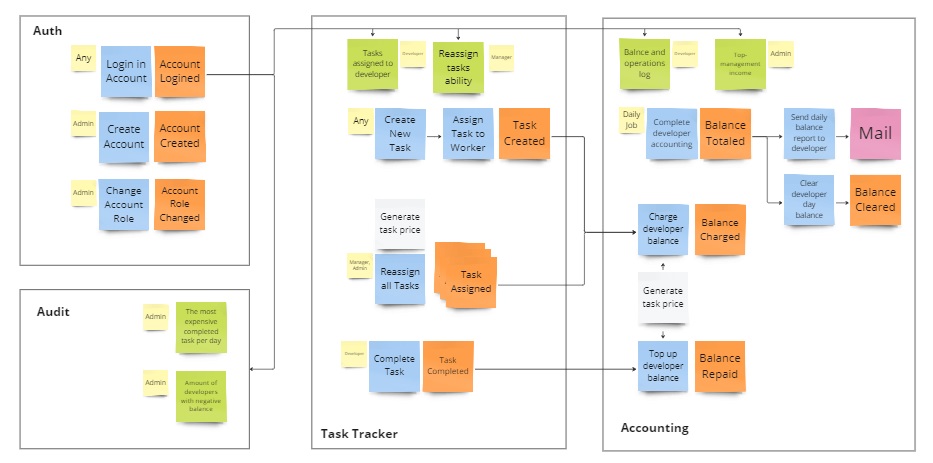 Auth
Any
Login in
Account
Account
Logined
Admin
Create
Account
Account
Created
Admin
Change
Account
Role
Account
Role
Changed
Audit
Admin
The most
expensive
completed
task per day
Admin
Amount of
developers
with negative
balance
Tasks
assigned to
developer
Developer
Reassign
tasks
ability
Manager
Any
Create
New
Task
Assign
Task to
Worker
Task
Created
Generate
task price
Manager,
Admin
Reassign
all Tasks
Task
Assigned
Developer
Complete
Task
Task
Completed
Task Tracker
Balnce and
operations
log
Developer
Top-
management
income
Admin
Daily
Job
Complete
developer
accounting
Balance
Totaled
Send daily
balance
report to
developer
Mail
Clear
developer
day
balance
Balance
Cleared
Charge
developer
balance
Balance
Charged
Generate
task price
Top up
developer
balance
Balance
Repaid
Accounting